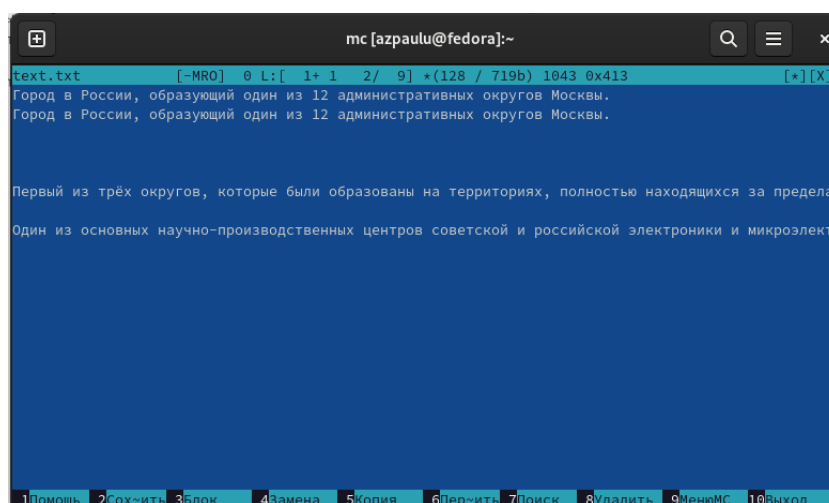 mc [azpaulu@fedora]:~
text.txt [-MRO] 0 L:[ 1+ 1 2/ 9] *(128 / 719b) 1043 0x413 [*][X]
Город в России, образующий один из 12 административных округов Москвы.
Город в России, образующий один из 12 административных округов Москвы.
Первый из трёх округов, которые были образованы на территориях, полностью находящихся за предела
Один из основных научно-производственных центров советской и российской электроники и микроэлект
1Помощь 2Сох~ить 3Блок 4Замена 5Копия 6Пер~ить 7Поиск 8Удалить 9МенюМС 10Выход